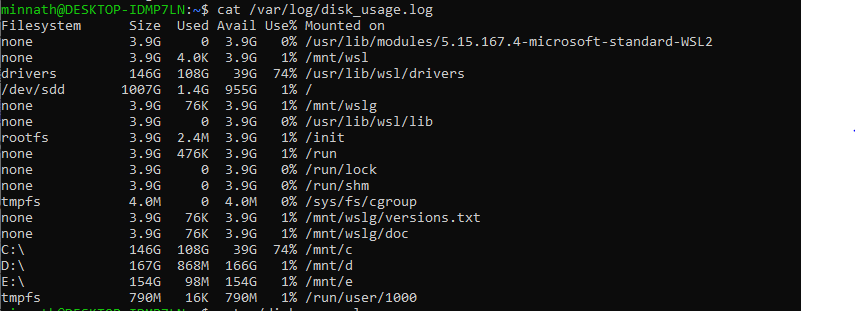 minnath@DESKTOP-IDMP7LN:~$ cat /var/log/disk_usage.log
Filesystem      Size  Used Avail Use% Mounted on
none            3.9G     0  3.9G   0% /usr/lib/modules/5.15.167.4-microsoft-standard-WSL2
none            3.9G  4.0K  3.9G   1% /mnt/wsl
drivers         146G  108G   39G  74% /usr/lib/wsl/drivers
/dev/sdd       1007G  1.4G  955G   1% /
none            3.9G   76K  3.9G   1% /mnt/wslg
none            3.9G     0  3.9G   0% /usr/lib/wsl/lib
rootfs          3.9G  2.4M  3.9G   1% /init
none            3.9G  476K  3.9G   1% /run
none            3.9G     0  3.9G   0% /run/lock
none            3.9G     0  3.9G   0% /run/shm
tmpfs           4.0M     0  4.0M   0% /sys/fs/cgroup
none            3.9G   76K  3.9G   1% /mnt/wslg/versions.txt
none            3.9G   76K  3.9G   1% /mnt/wslg/doc
C:\             146G  108G   39G  74% /mnt/c
D:\             167G  868M  166G   1% /mnt/d
E:\             154G   98M  154G   1% /mnt/e
tmpfs           790M   16K  790M   1% /run/user/1000
minnath@DESKTOP-IDMP7LN:~$